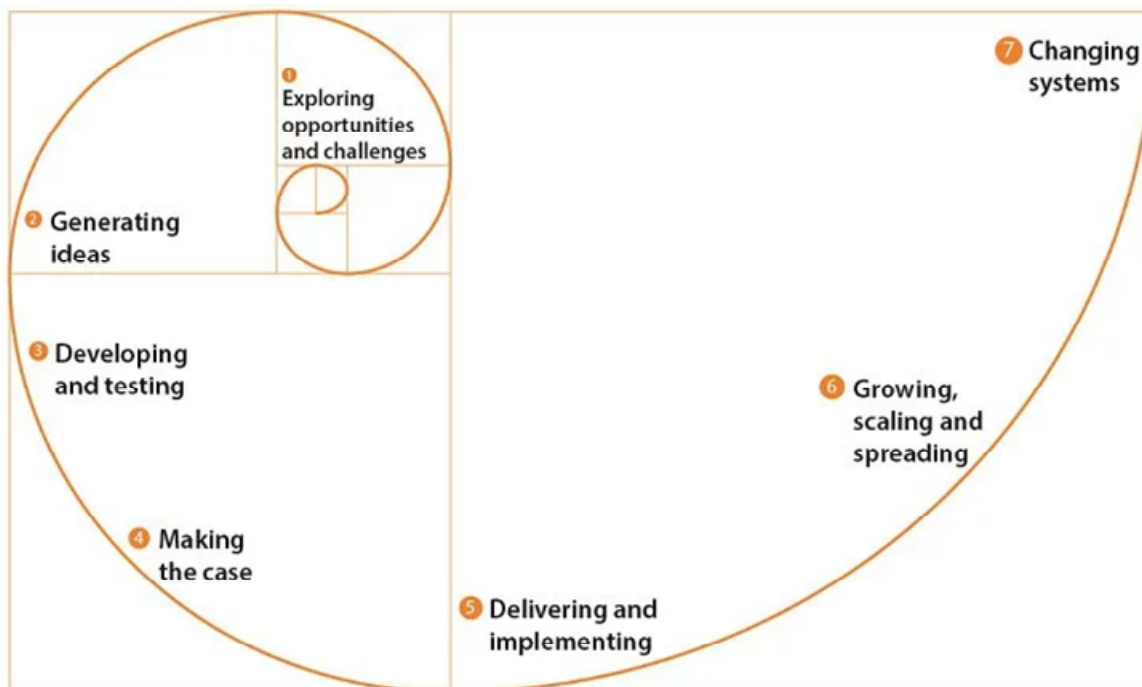 1
Exploring
opportunities
and challenges
2 Generating
ideas
3 Developing
and testing
4 Making
the case
5 Delivering and
implementing
6 Growing,
scaling and
spreading
7 Changing
systems